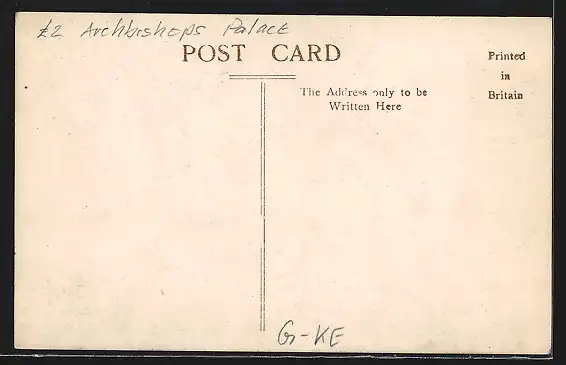 £2 Archbishops Palace
POST CARD
The Address only to be
Written Here
Printed
in
Britain
G-KE